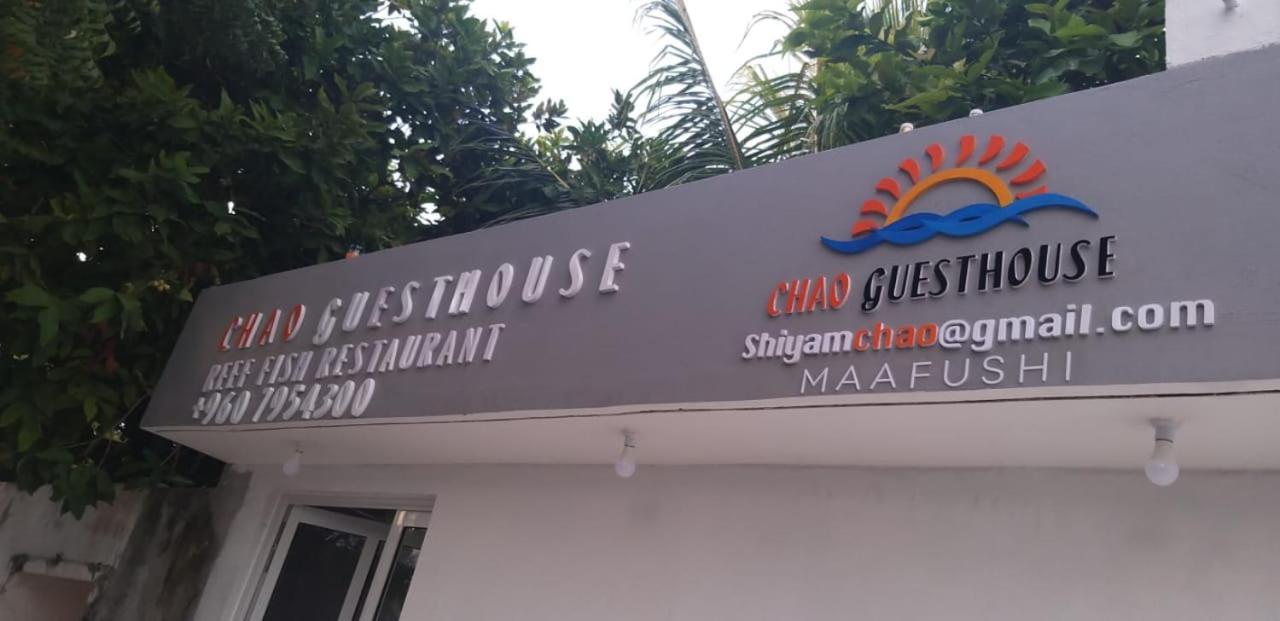 CHAO GUESTHOUSE
REEF FISH RESTAURANT
+960 7954300
CHAO GUESTHOUSE
Shiyamchao@gmail.com
MAAFUSHI